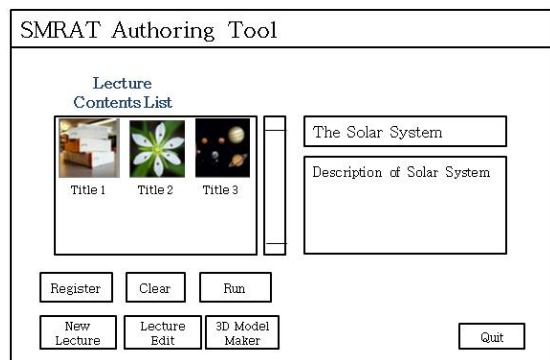 SMRAT Authoring Tool
Lecture
Contents List
Title 1
Title 2
Title 3
The Solar System
Description of Solar System
Register
Clear
Run
New
Lecture
Lecture
Edit
3D Model
Maker
Quit